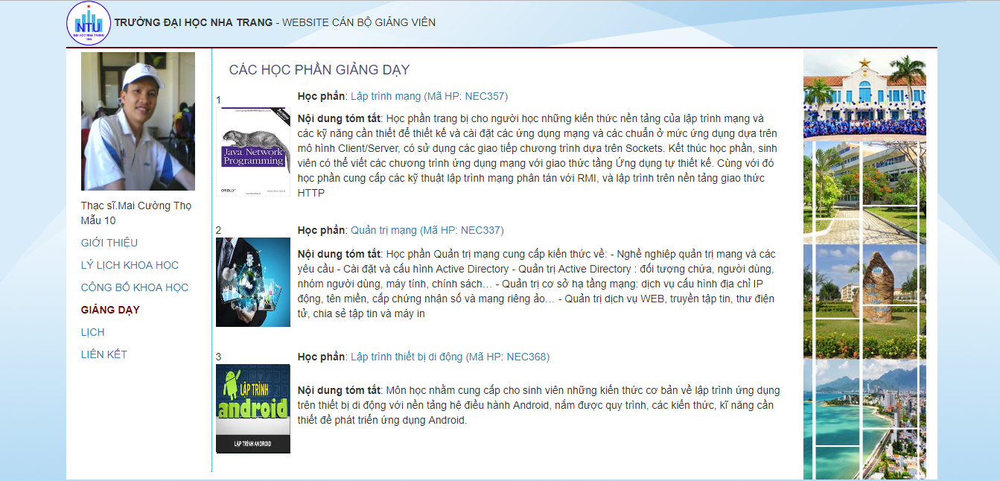 NTU
ĐẠI HỌC NHA TRANG
TRƯỜNG ĐẠI HỌC NHA TRANG - WEBSITE CÁN BỘ GIẢNG VIÊN
Thạc sĩ.Mai Cường Thọ
Mẫu 10
GIỚI THIỆU
LÝ LỊCH KHOA HỌC
CÔNG BỐ KHOA HỌC
GIẢNG DẠY
LỊCH
LIÊN KẾT
CÁC HỌC PHẦN GIẢNG DẠY
1
Java Network
Programming
O'REILLY
Học phần: Lập trình mạng (Mã HP: NEC357)
Nội dung tóm tắt: Học phần trang bị cho người học những kiến thức nền tảng của lập trình mạng và
các kỹ năng cần thiết để thiết kế và cài đặt các ứng dụng mạng và các chuẩn ở mức ứng dụng dựa trên
mô hình Client/Server, có sử dụng các giao tiếp chương trình dựa trên Sockets. Kết thúc học phần, sinh
viên có thể viết các chương trình ứng dụng mạng với giao thức tầng Ứng dụng tự thiết kế. Cùng với đó
học phần cung cấp các kỹ thuật lập trình mạng phân tán với RMI, và lập trình trên nền tảng giao thức
HTTP
2
Học phần: Quản trị mạng (Mã HP: NEC337)
Nội dung tóm tắt: Học phần Quản trị mạng cung cấp kiến thức về: - Nghề nghiệp quản trị mạng và các
yêu cầu - Cài đặt và cấu hình Active Directory - Quản trị Active Directory : đối tượng chứa, người dùng,
nhóm người dùng, máy tính, chính sách… - Quản trị cơ sở hạ tầng mạng: dịch vụ cấu hình địa chỉ IP
động, tên miền, cấp chứng nhận số và mạng riêng ảo… - Quản trị dịch vụ WEB, truyền tập tin, thư điện
tử, chia sẻ tập tin và máy in
3
LẬP TRÌNH
android
LẬP TRÌNH ANDROID
Học phần: Lập trình thiết bị di động (Mã HP: NEC368)
Nội dung tóm tắt: Môn học nhằm cung cấp cho sinh viên những kiến thức cơ bản về lập trình ứng dụng
trên thiết bị di động với nền tảng hệ điều hành Android, nắm được quy trình, các kiến thức, kĩ năng cần
thiết để phát triển ứng dụng Android.